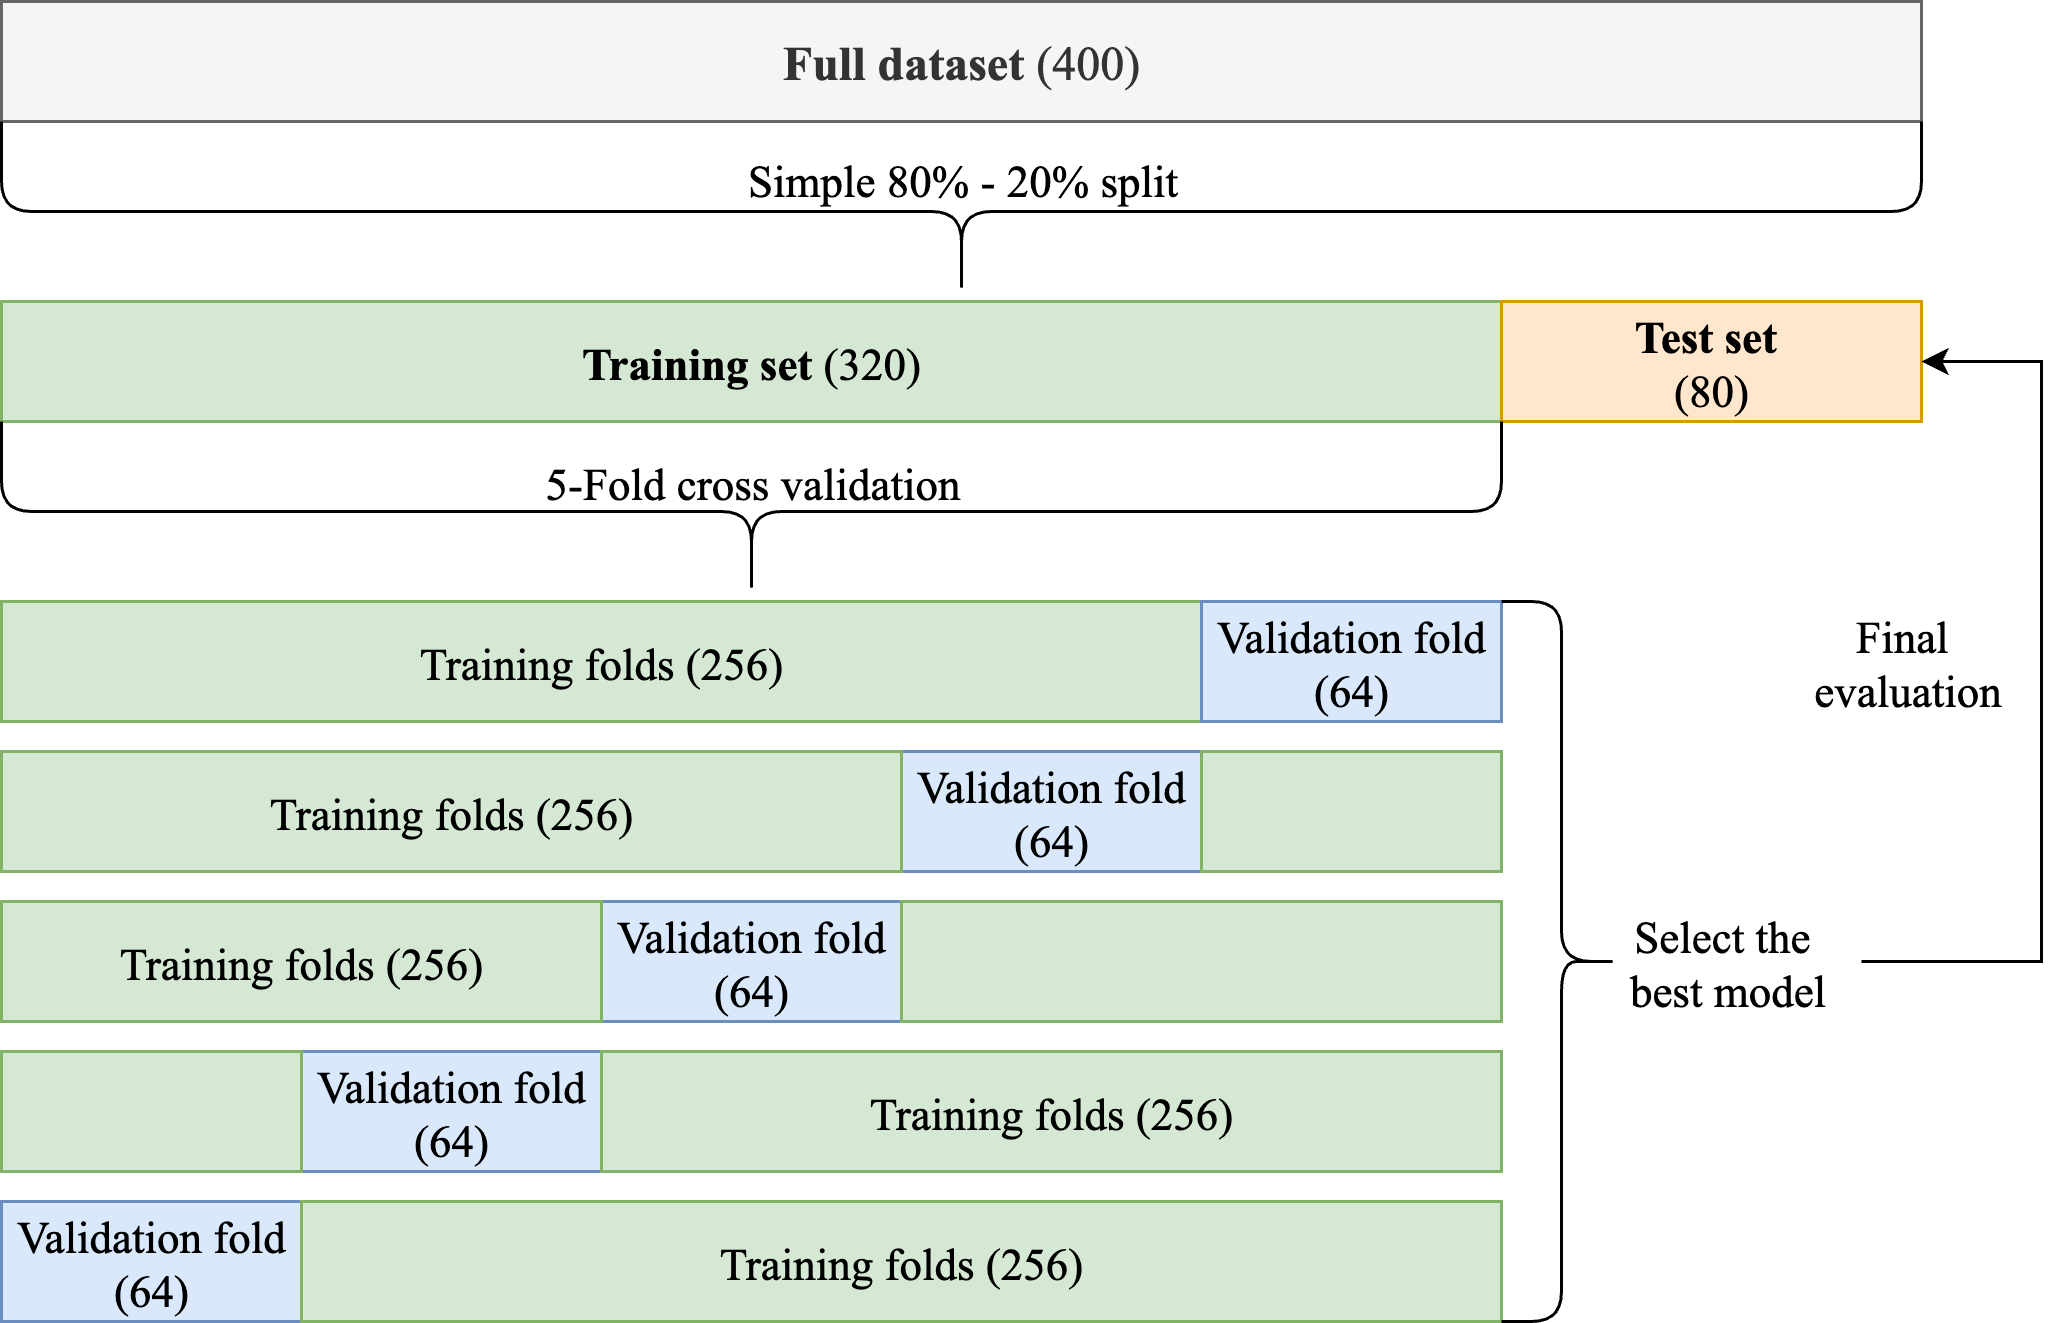 Full dataset (400)
Simple 80% - 20% split
Training set (320)
Test set
(80)
5-Fold cross validation
Training folds (256)
Validation fold
(64)
Final
evaluation
Training folds (256)
Validation fold
(64)
Training folds (256)
Validation fold
(64)
Select the
best model
Validation fold
(64)
Training folds (256)
Validation fold
(64)
Training folds (256)